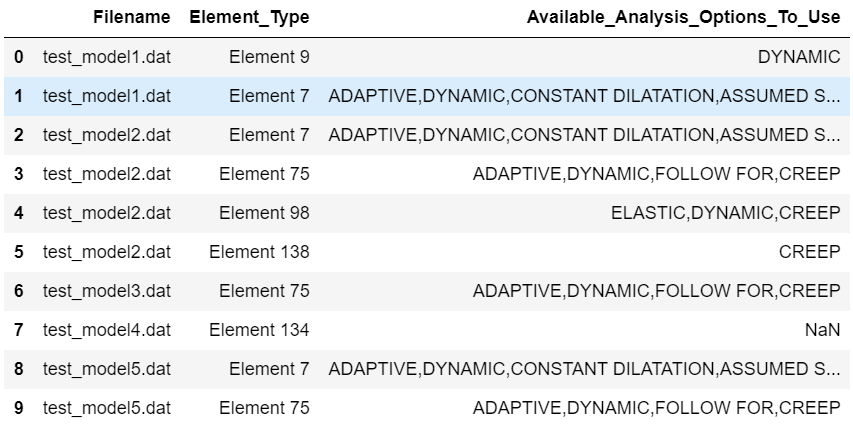 Filename Element_Type Available_Analysis_Options_To_Use
0 test_model1.dat Element 9 DYNAMIC
1 test_model1.dat Element 7 ADAPTIVE,DYNAMIC,CONSTANT DILATATION,ASSUMED S...
2 test_model2.dat Element 7 ADAPTIVE,DYNAMIC,CONSTANT DILATATION,ASSUMED S...
3 test_model2.dat Element 75 ADAPTIVE,DYNAMIC,FOLLOW FOR,CREEP
4 test_model2.dat Element 98 ELASTIC,DYNAMIC,CREEP
5 test_model2.dat Element 138 CREEP
6 test_model3.dat Element 75 ADAPTIVE,DYNAMIC,FOLLOW FOR,CREEP
7 test_model4.dat Element 134 NaN
8 test_model5.dat Element 7 ADAPTIVE,DYNAMIC,CONSTANT DILATATION,ASSUMED S...
9 test_model5.dat Element 75 ADAPTIVE,DYNAMIC,FOLLOW FOR,CREEP